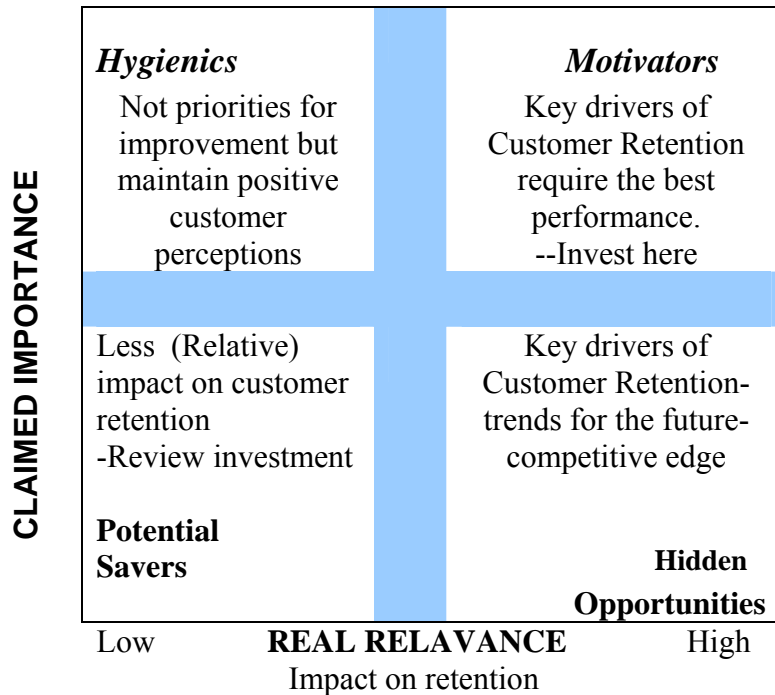 CLAIMED IMPORTANCE
Hygienics
Not priorities for
improvement but
maintain positive
customer
perceptions
Motivators
Key drivers of
Customer Retention
require the best
performance.
--Invest here
Less (Relative)
impact on customer
retention
-Review investment
Potential
Savers
Key drivers of
Customer Retention-
trends for the future-
competitive edge
Hidden
Opportunities
Low REAL RELAVANCE High
Impact on retention